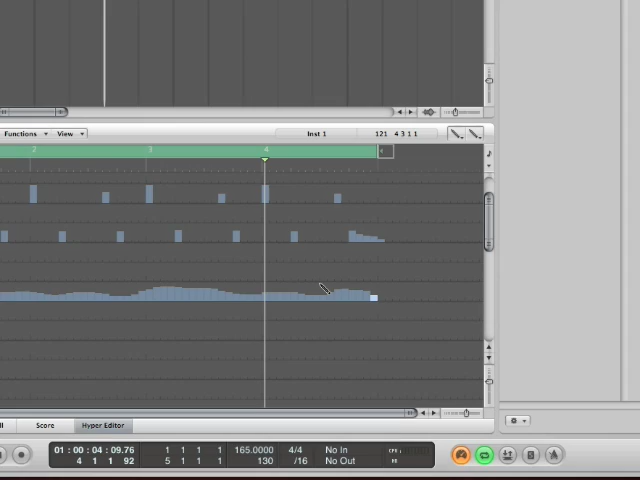 Functions View Inst 1 121 4 3 1 1
2 3 4
Score Hyper Editor
01 : 00 : 04 : 09.76 1 1 1 1 165.0000 4/4 No In CPU
4 1 1 92 5 1 1 1 130 /16 No Out HD